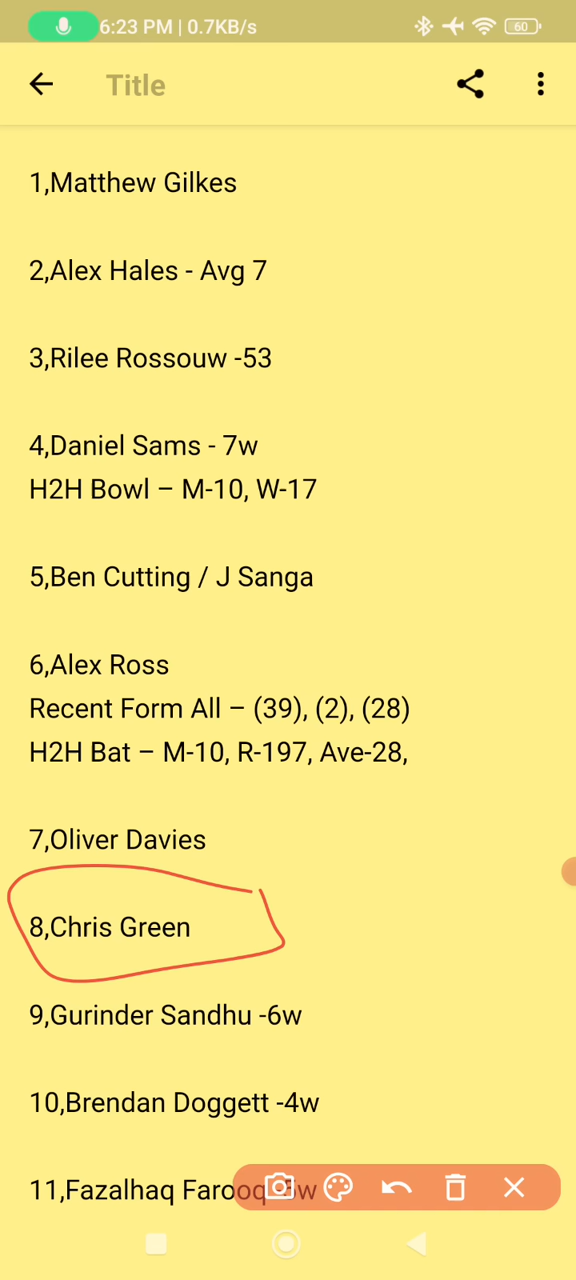 6:23 PM | 0.7KB/s
60
Title
1,Matthew Gilkes
2,Alex Hales - Avg 7
3,Rilee Rossouw -53
4,Daniel Sams - 7w
H2H Bowl – M-10, W-17
5,Ben Cutting / J Sanga
6,Alex Ross
Recent Form All – (39), (2), (28)
H2H Bat – M-10, R-197, Ave-28,
7,Oliver Davies
8,Chris Green
9,Gurinder Sandhu -6w
10,Brendan Doggett -4w
11,Fazalhaq Farooq